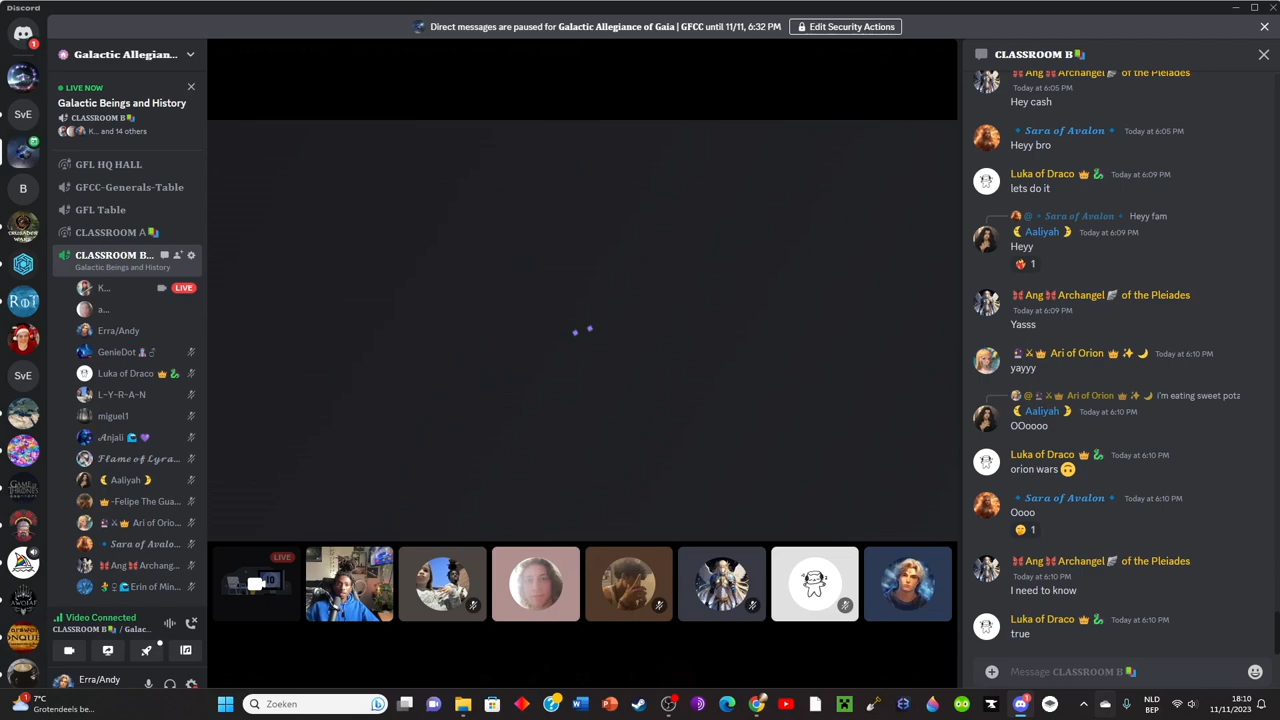 Discord
Direct messages are paused for Galactic Allegiance of Gaia | GFCC until 11/11, 6:32 PM
Edit Security Actions
1
SvE
B
SvE
Galactic Allegian...
LIVE NOW
Galactic Beings and History
CLASSROOM B
K... and 14 others
GFL HQ HALL
GFCC-Generals-Table
GFL Table
CLASSROOM A
CLASSROOM B...
Galactic Beings and History
K...
LIVE
a...
Erra/Andy
GenieDot
Luka of Draco
L~Y~R~A~N
miguel1
Anjali
Flame of Lyra...
Aaliyah
-Felipe The Gua...
Ari of Orio...
Sara of Avalo...
Ang Archang...
Erin of Min...
Video Connected
CLASSROOM B / Galac...
Erra/Andy
LIVE
CLASSROOM B
Ang Archangel of the Pleiades
Today at 6:05 PM
Hey cash
Sara of Avalon Today at 6:05 PM
Heyy bro
Luka of Draco Today at 6:09 PM
lets do it
@ Sara of Avalon Heyy fam
Aaliyah Today at 6:09 PM
Heyy
1
Ang Archangel of the Pleiades
Today at 6:09 PM
Yasss
Ari of Orion Today at 6:10 PM
yayyy
@ Ari of Orion i'm eating sweet pota
Aaliyah Today at 6:10 PM
OOoooo
Luka of Draco Today at 6:10 PM
orion wars
Sara of Avalon Today at 6:10 PM
Oooo
1
Ang Archangel of the Pleiades
Today at 6:10 PM
I need to know
Luka of Draco Today at 6:10 PM
true
Message CLASSROOM B
1
7°C
Grotendeels be...
Zoeken
1
NLD
BEP
18:10
11/11/2023